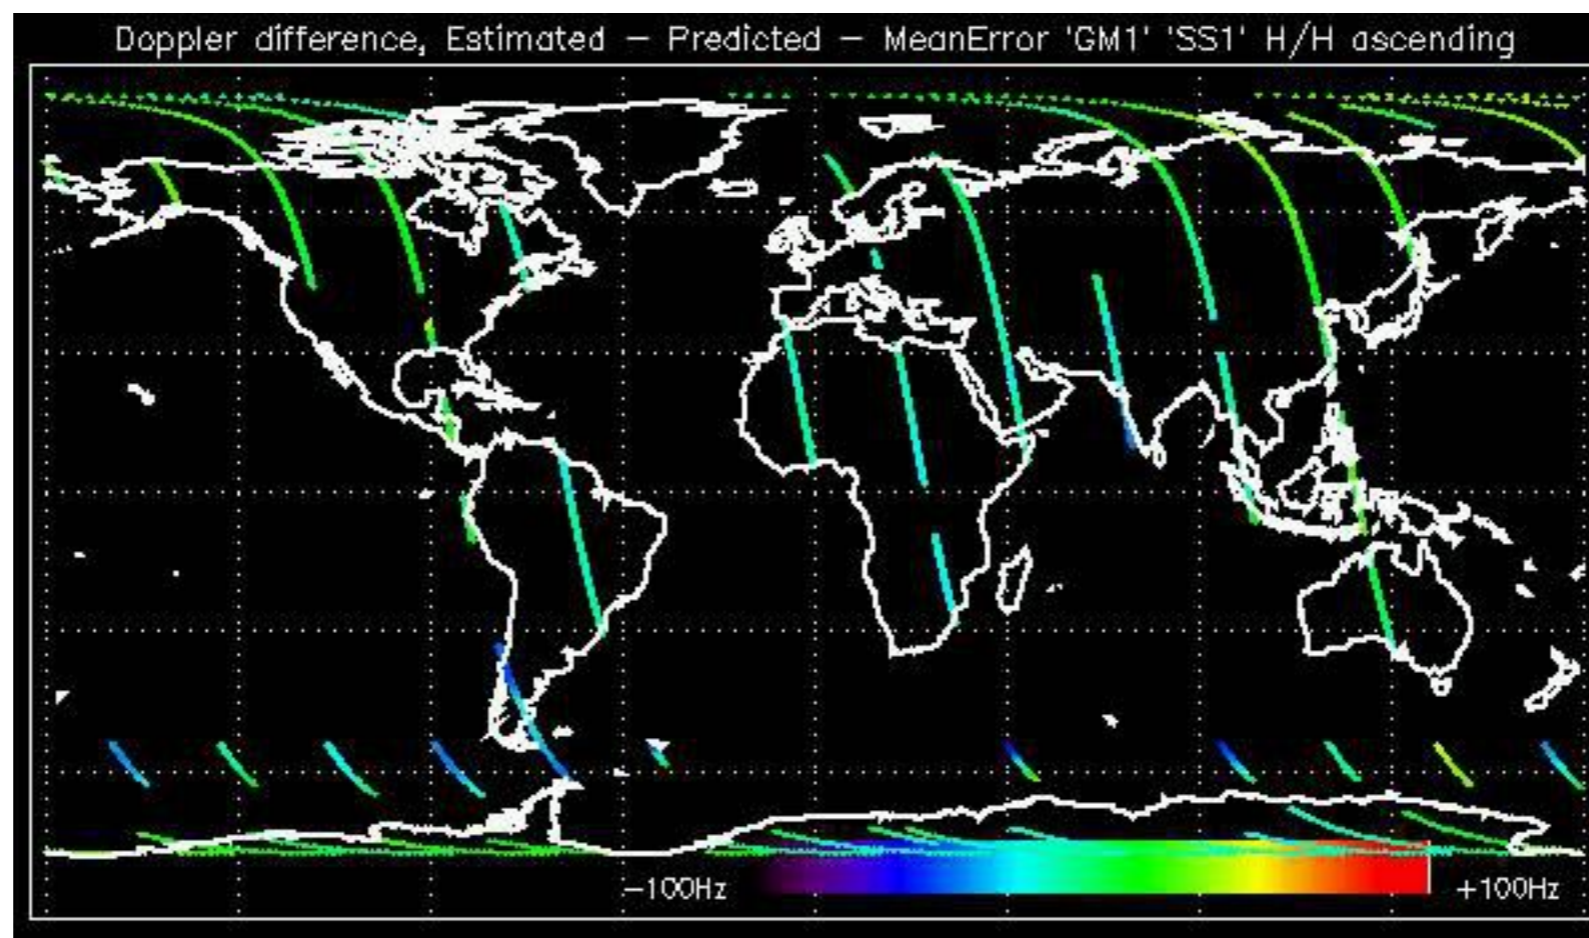 Doppler difference, Estimated – Predicted – MeanError 'GM1' 'SS1' H/H ascending
–100Hz
+100Hz